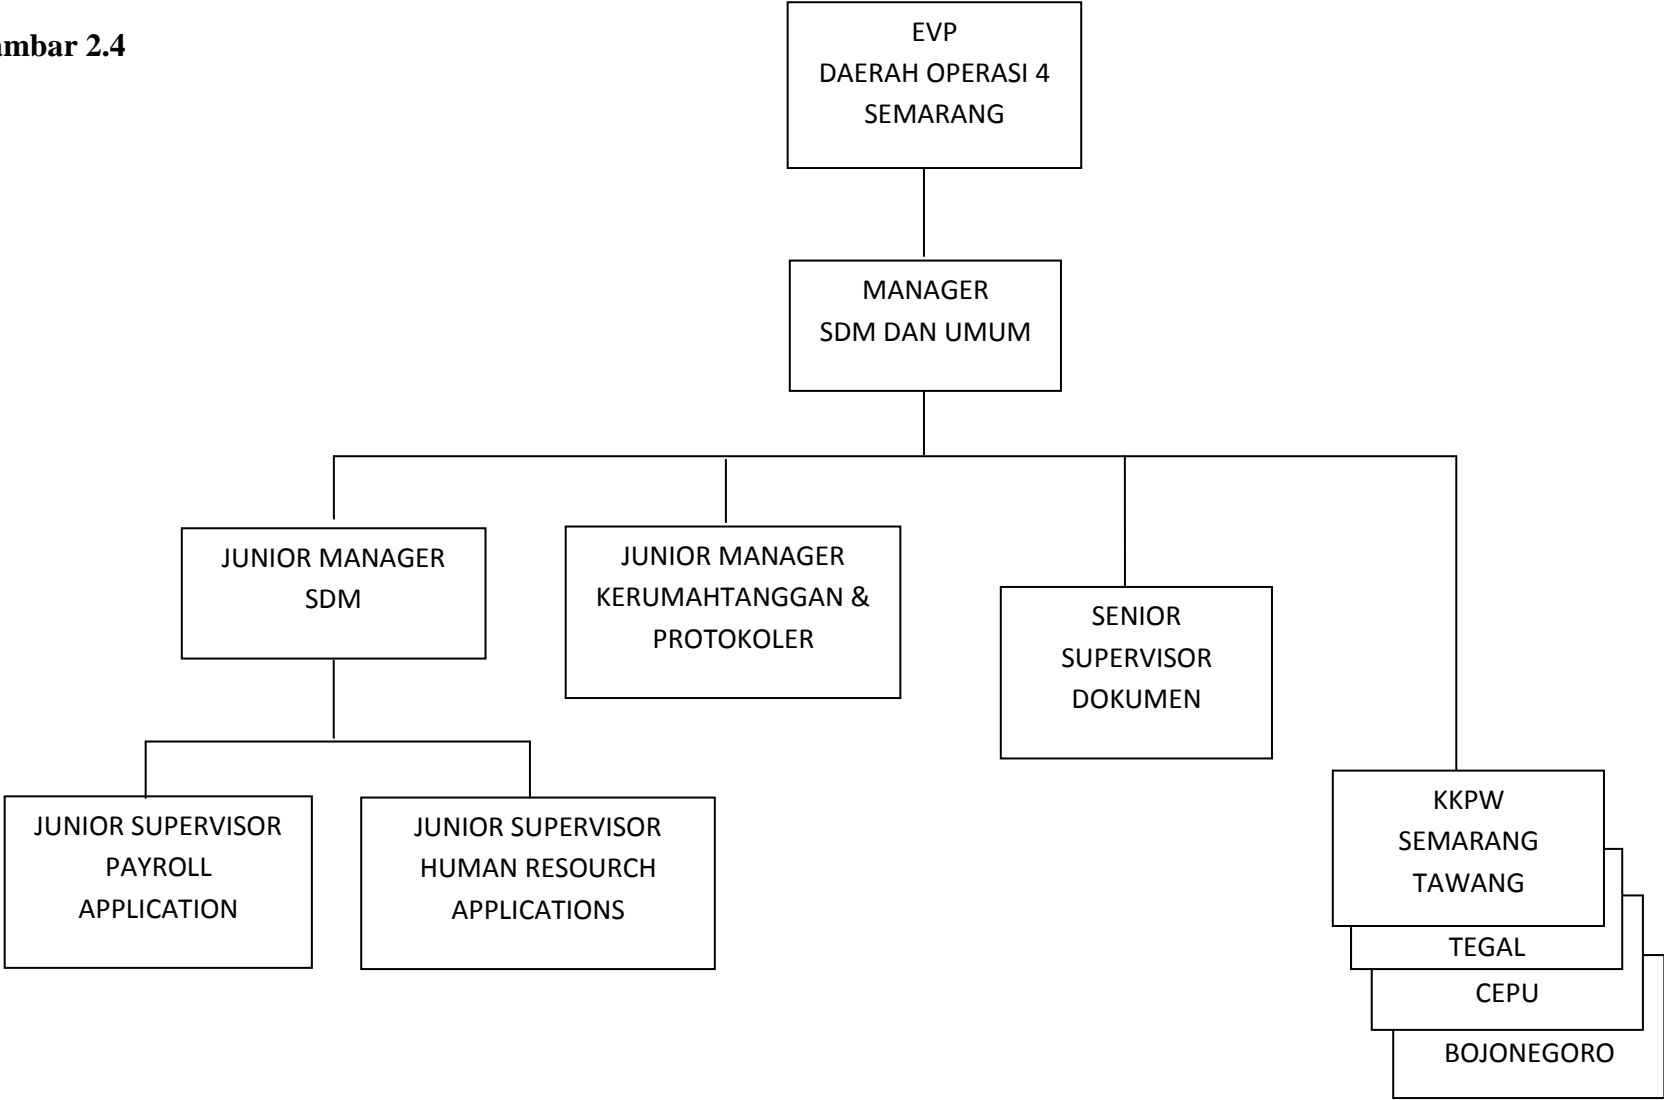 ambar 2.4
EVP
DAERAH OPERASI 4
SEMARANG
MANAGER
SDM DAN UMUM
JUNIOR MANAGER
SDM
JUNIOR MANAGER
KERUMAHTANGGAN &
PROTOKOLER
SENIOR
SUPERVISOR
DOKUMEN
JUNIOR SUPERVISOR
PAYROLL
APPLICATION
JUNIOR SUPERVISOR
HUMAN RESOURCH
APPLICATIONS
KKPW
SEMARANG
TAWANG
TEGAL
CEPU
BOJONEGORO